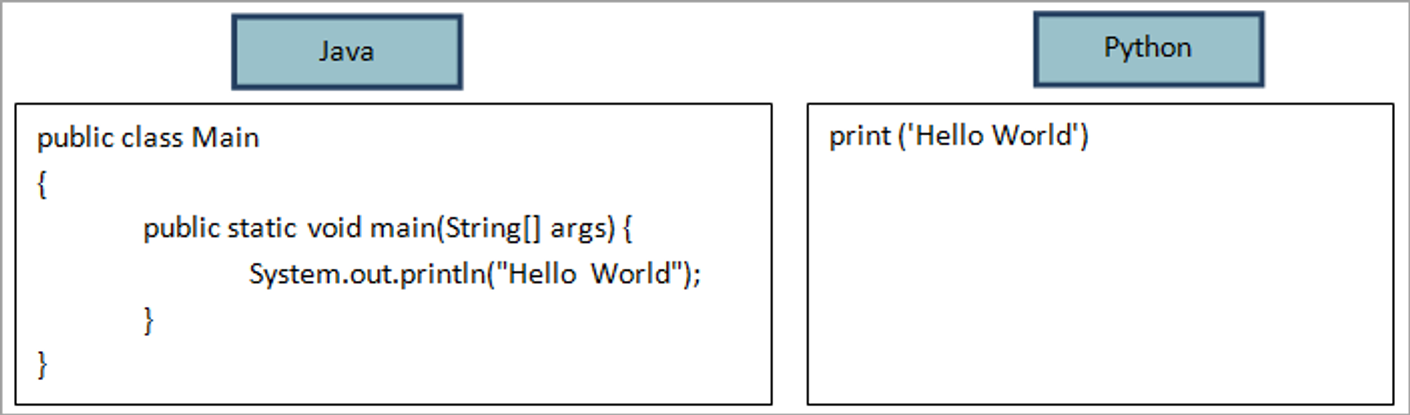 Java
public class Main
{
public static void main(String[] args) {
System.out.println("Hello  World");
}
}
Python
print ('Hello World')